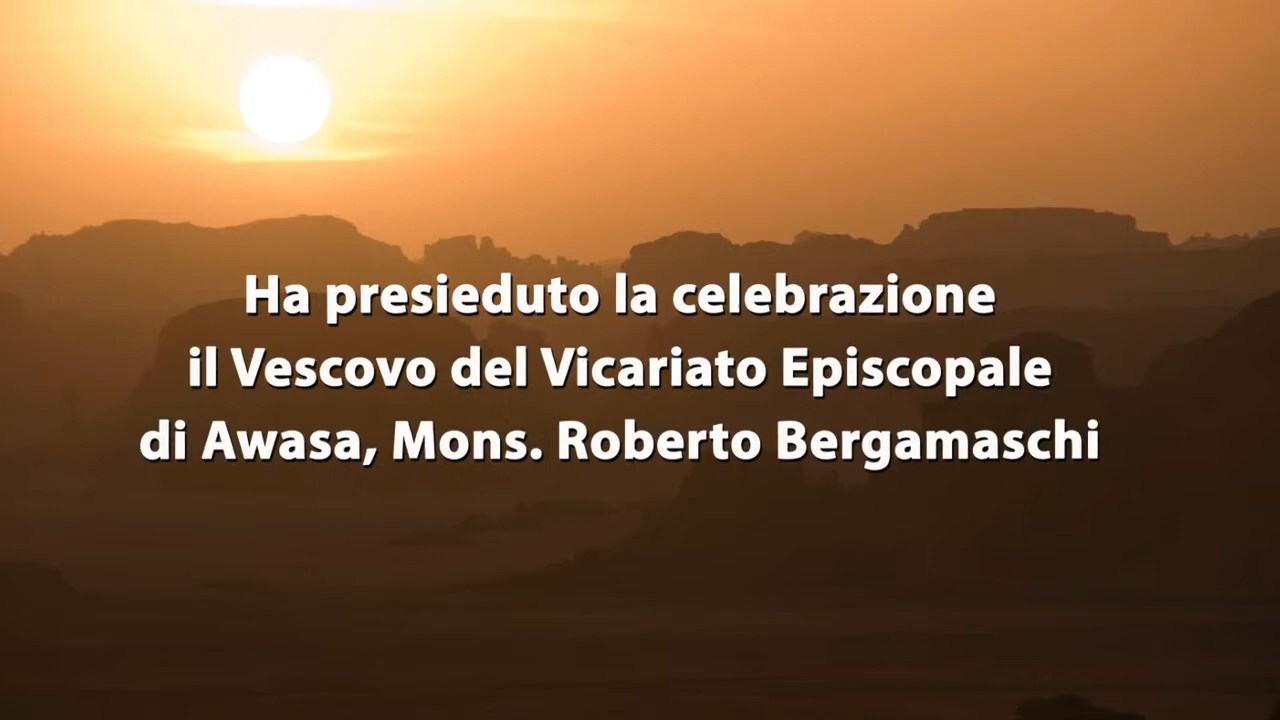 Ha presieduto la celebrazione
il Vescovo del Vicariato Episcopale
di Awasa, Mons. Roberto Bergamaschi